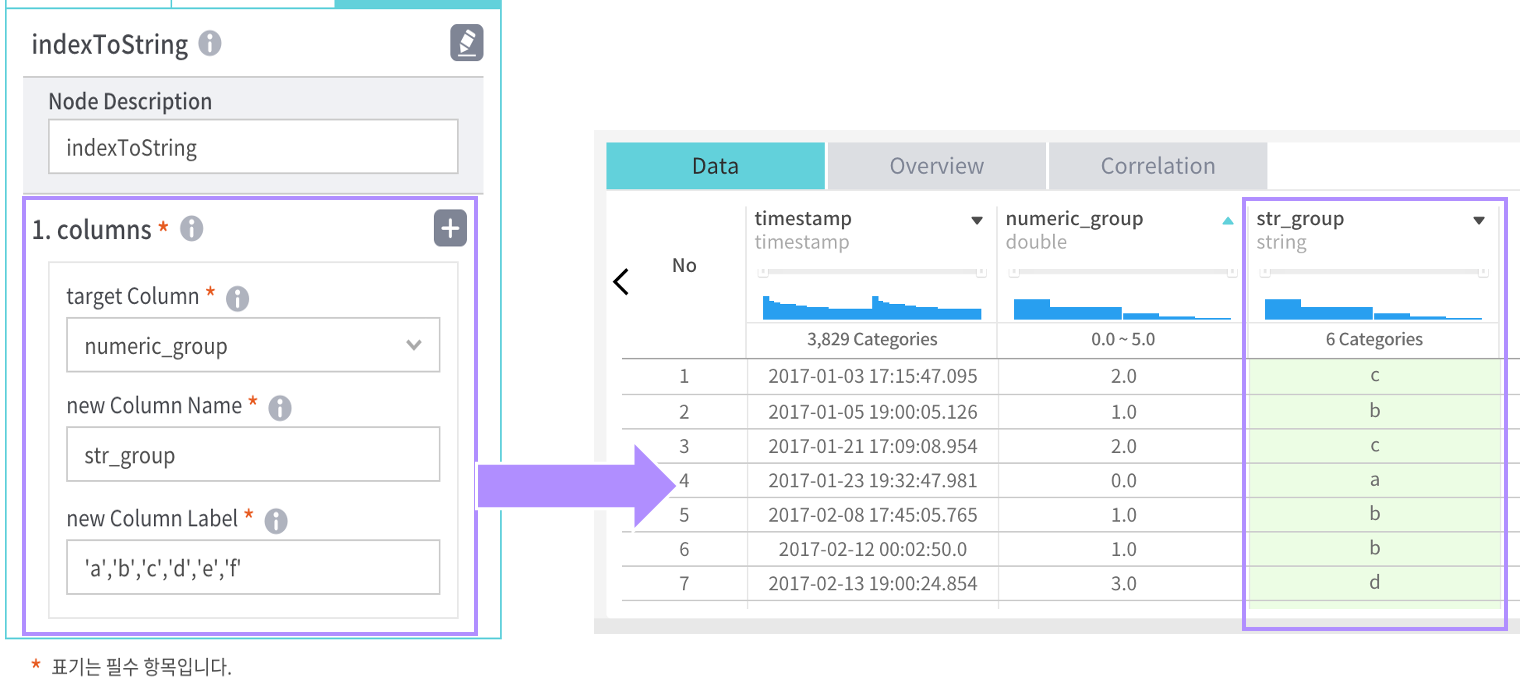 indexToString
Node Description
indexToString
1. columns *
target Column *
numeric_group
new Column Name *
str_group
new Column Label *
'a','b','c','d','e','f'
* 표기는 필수 항목입니다.
Data Overview Correlation
No
timestamp numeric_group str_group
timestamp double string
3,829 Categories 0.0 ~ 5.0 6 Categories
1 2017-01-03 17:15:47.095 2.0 c
2 2017-01-05 19:00:05.126 1.0 b
3 2017-01-21 17:09:08.954 2.0 c
4 2017-01-23 19:32:47.981 0.0 a
5 2017-02-08 17:45:05.765 1.0 b
6 2017-02-12 00:02:50.0 1.0 b
7 2017-02-13 19:00:24.854 3.0 d